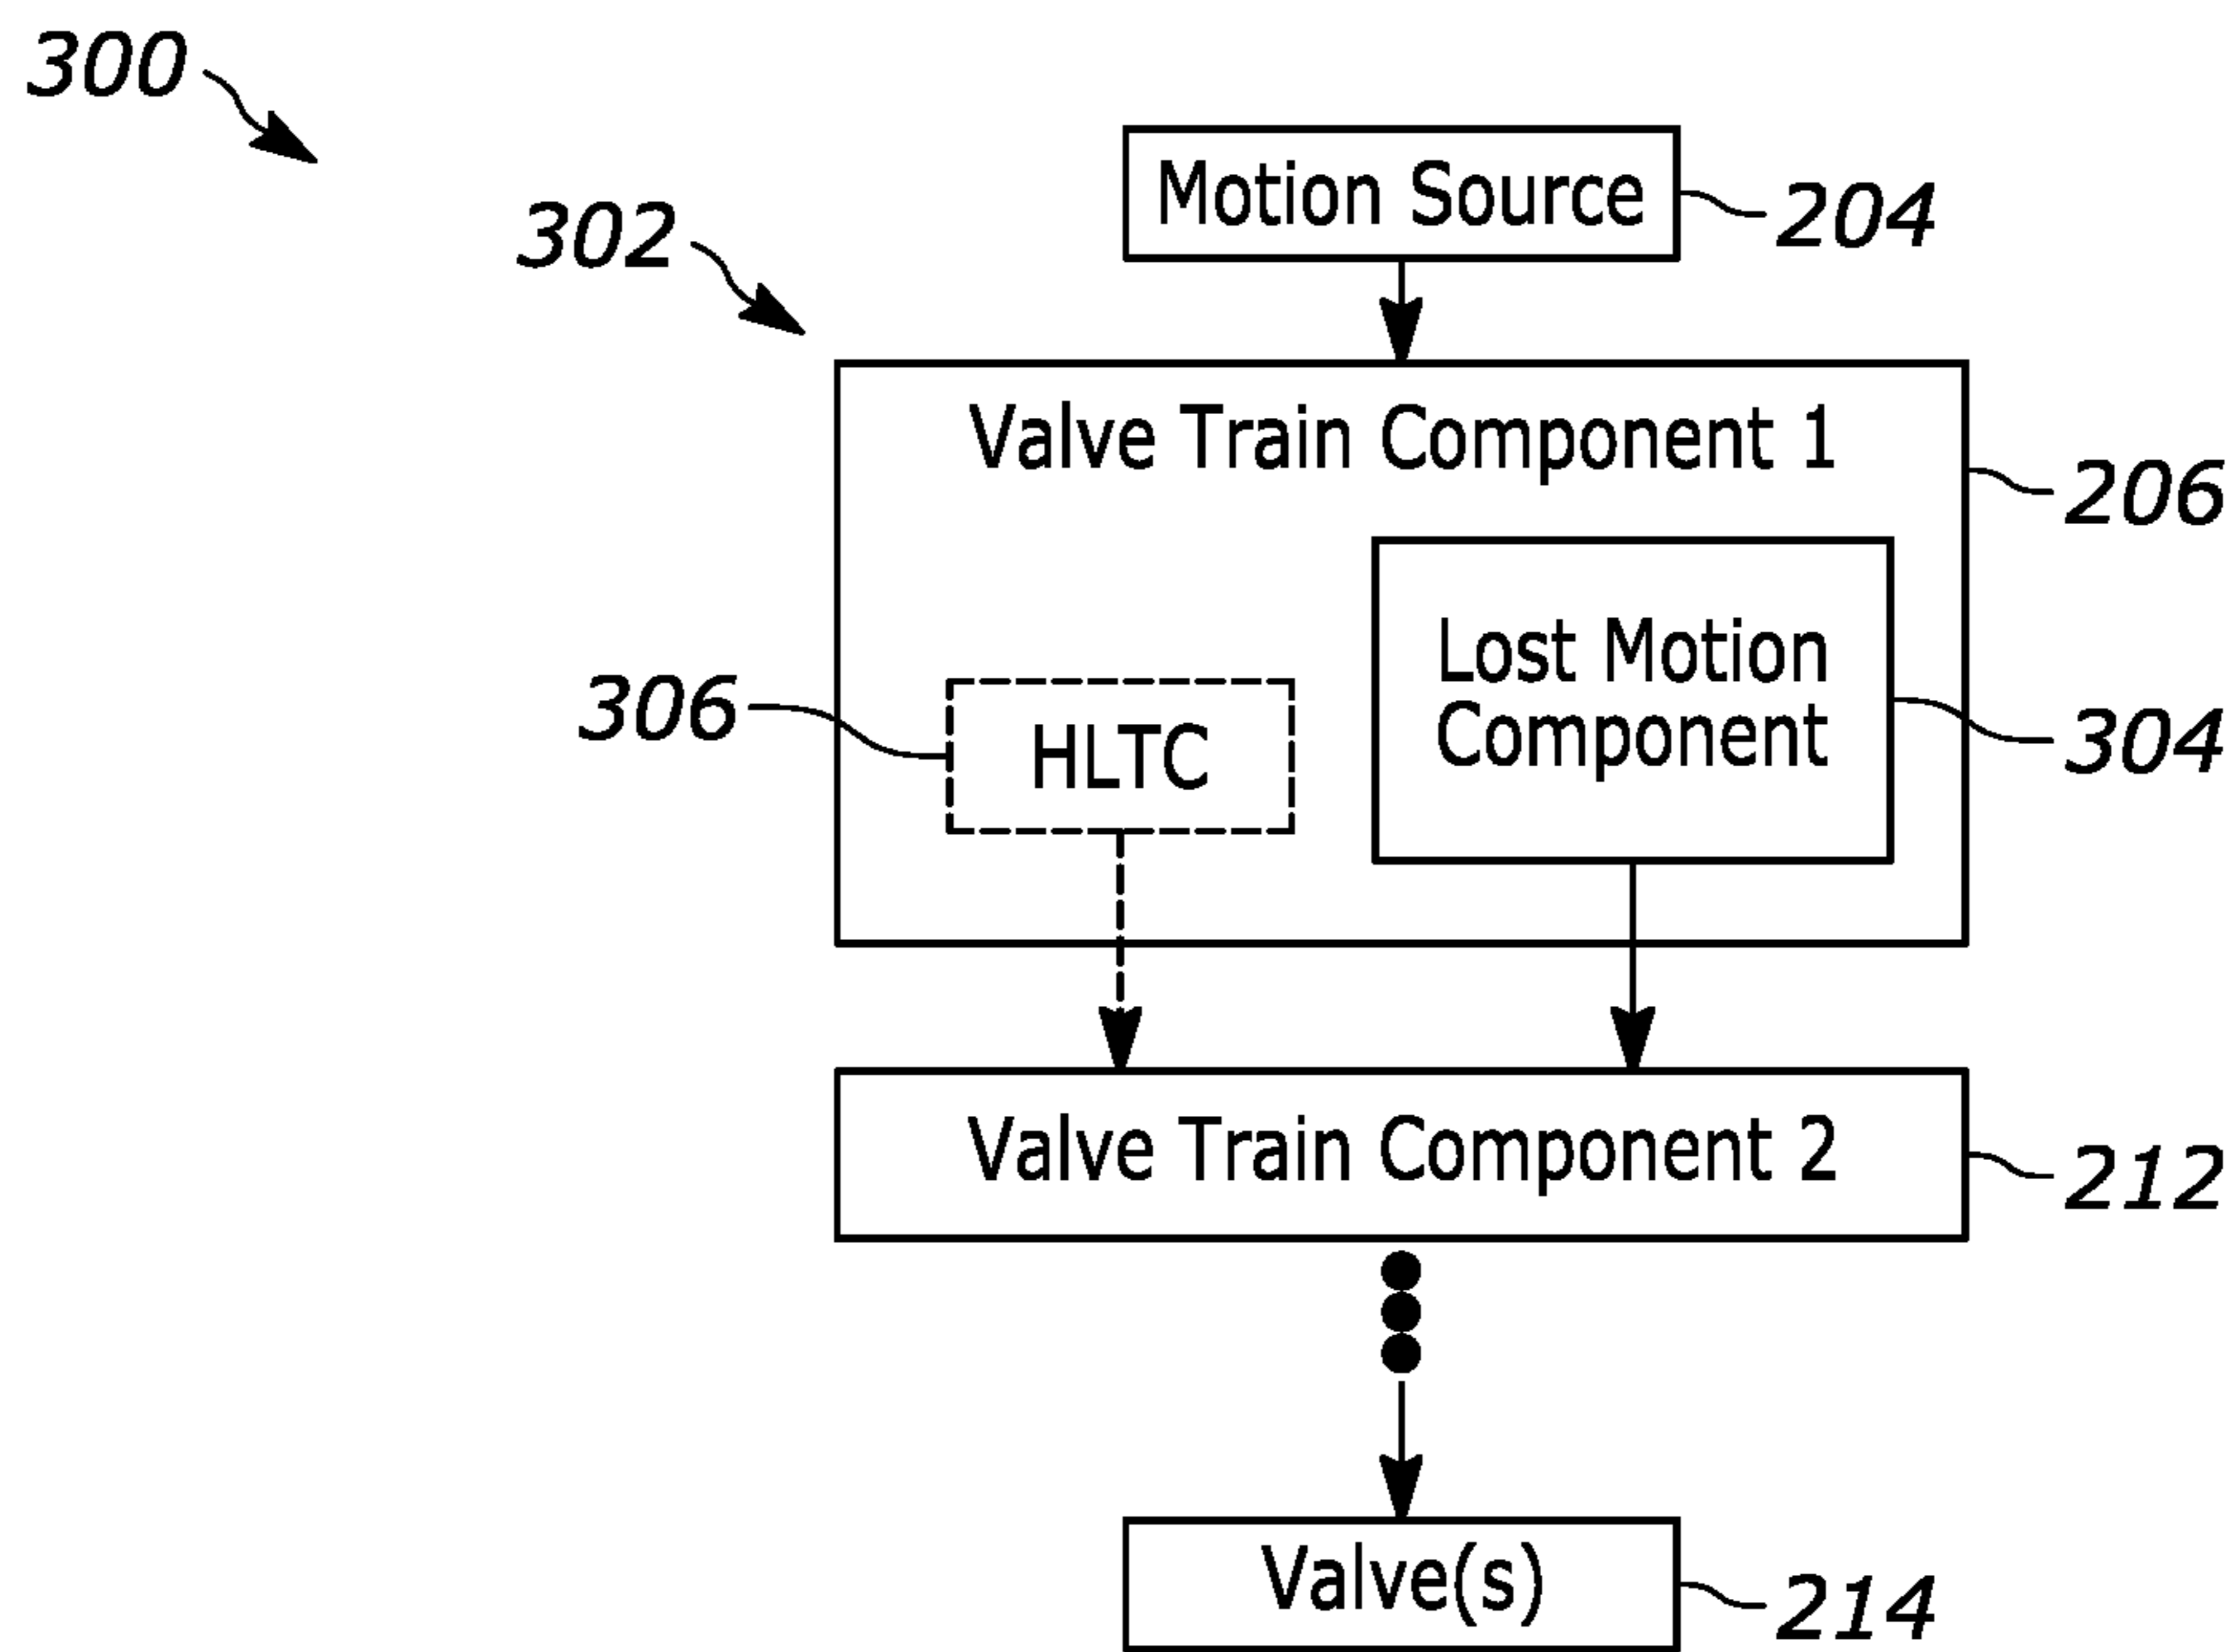 300
Motion Source
204
302
Valve Train Component 1
206
Lost Motion
Component
304
306
HLTC
Valve Train Component 2
212
Valve(s)
214